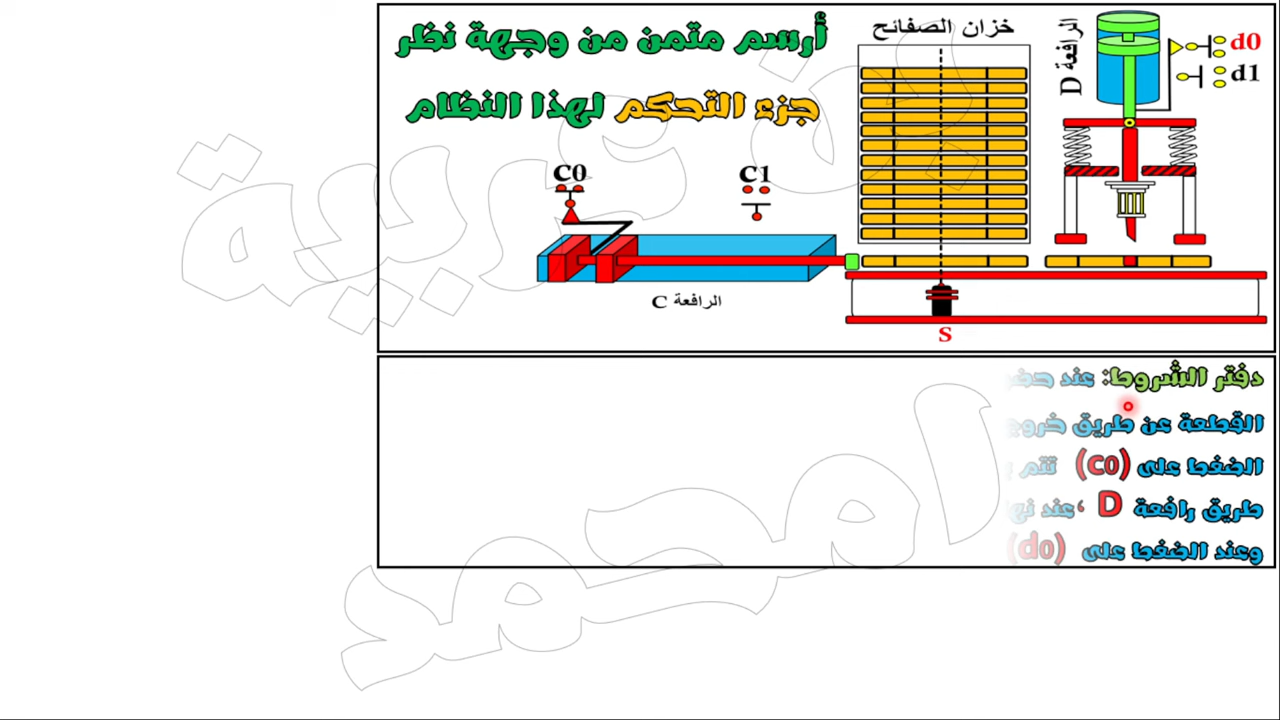 أرسم متمن من وجهة نظر
جزء التحكم لهذا النظام
خزان الصفائح
الرافعة D
d0
d1
C0
C1
الرافعة C
S
دفتر الشروط: عند
القطعة عن طريق
الضغط على (c0) تتم
طريق رافعة D ،عند
وعند الضغط على (d0)